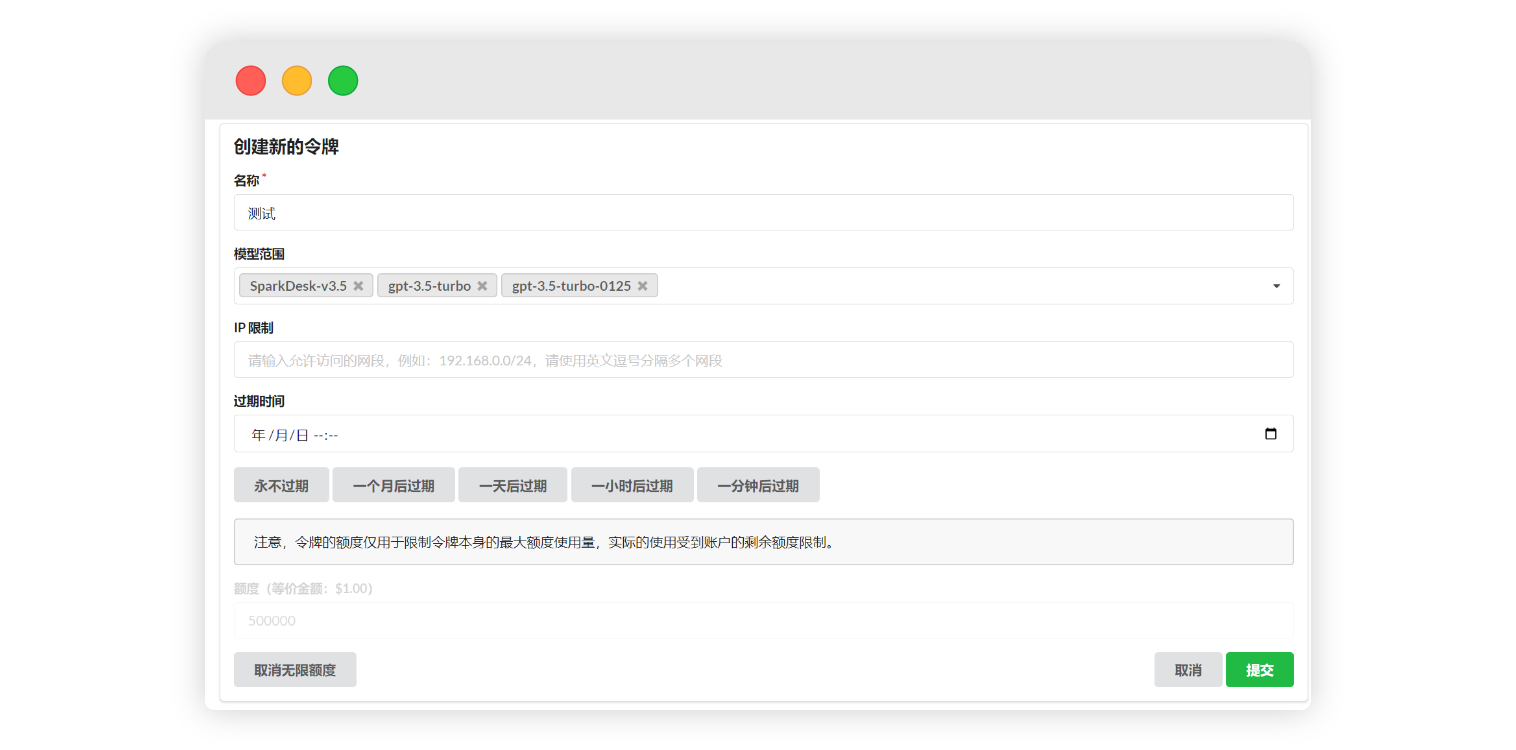 创建新的令牌
名称*
测试
模型范围
SparkDesk-v3.5 ✖ gpt-3.5-turbo ✖ gpt-3.5-turbo-0125 ✖
IP 限制
请输入允许访问的网段，例如：192.168.0.0/24，请使用英文逗号分隔多个网段
过期时间
年 /月/日 --:--
永不过期 一个月后过期 一天后过期 一小时后过期 一分钟后过期
注意，令牌的额度仅用于限制令牌本身的最大额度使用量，实际的使用受到账户的剩余额度限制。
额度（等价金额：$1.00）
500000
取消无限额度 取消 提交